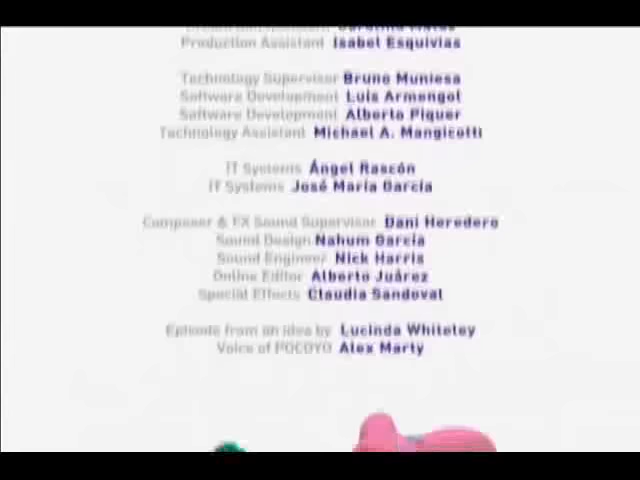 Production Assistant Isabel Esquivias
Technology Supervisor Bruno Muniesa
Software Development Luis Armengol
Software Development Alberto Piquer
Technology Assistant Michael A. Mangicotti
IT Systems Ángel Rascón
IT Systems José María García
Composer & FX Sound Supervisor Dani Heredero
Sound Design Nahum García
Sound Engineer Nick Harris
Online Editor Alberto Juárez
Special Effects Claudia Sandoval
Episode from an idea by Lucinda Whiteley
Voice of POCOYO Alex Marty